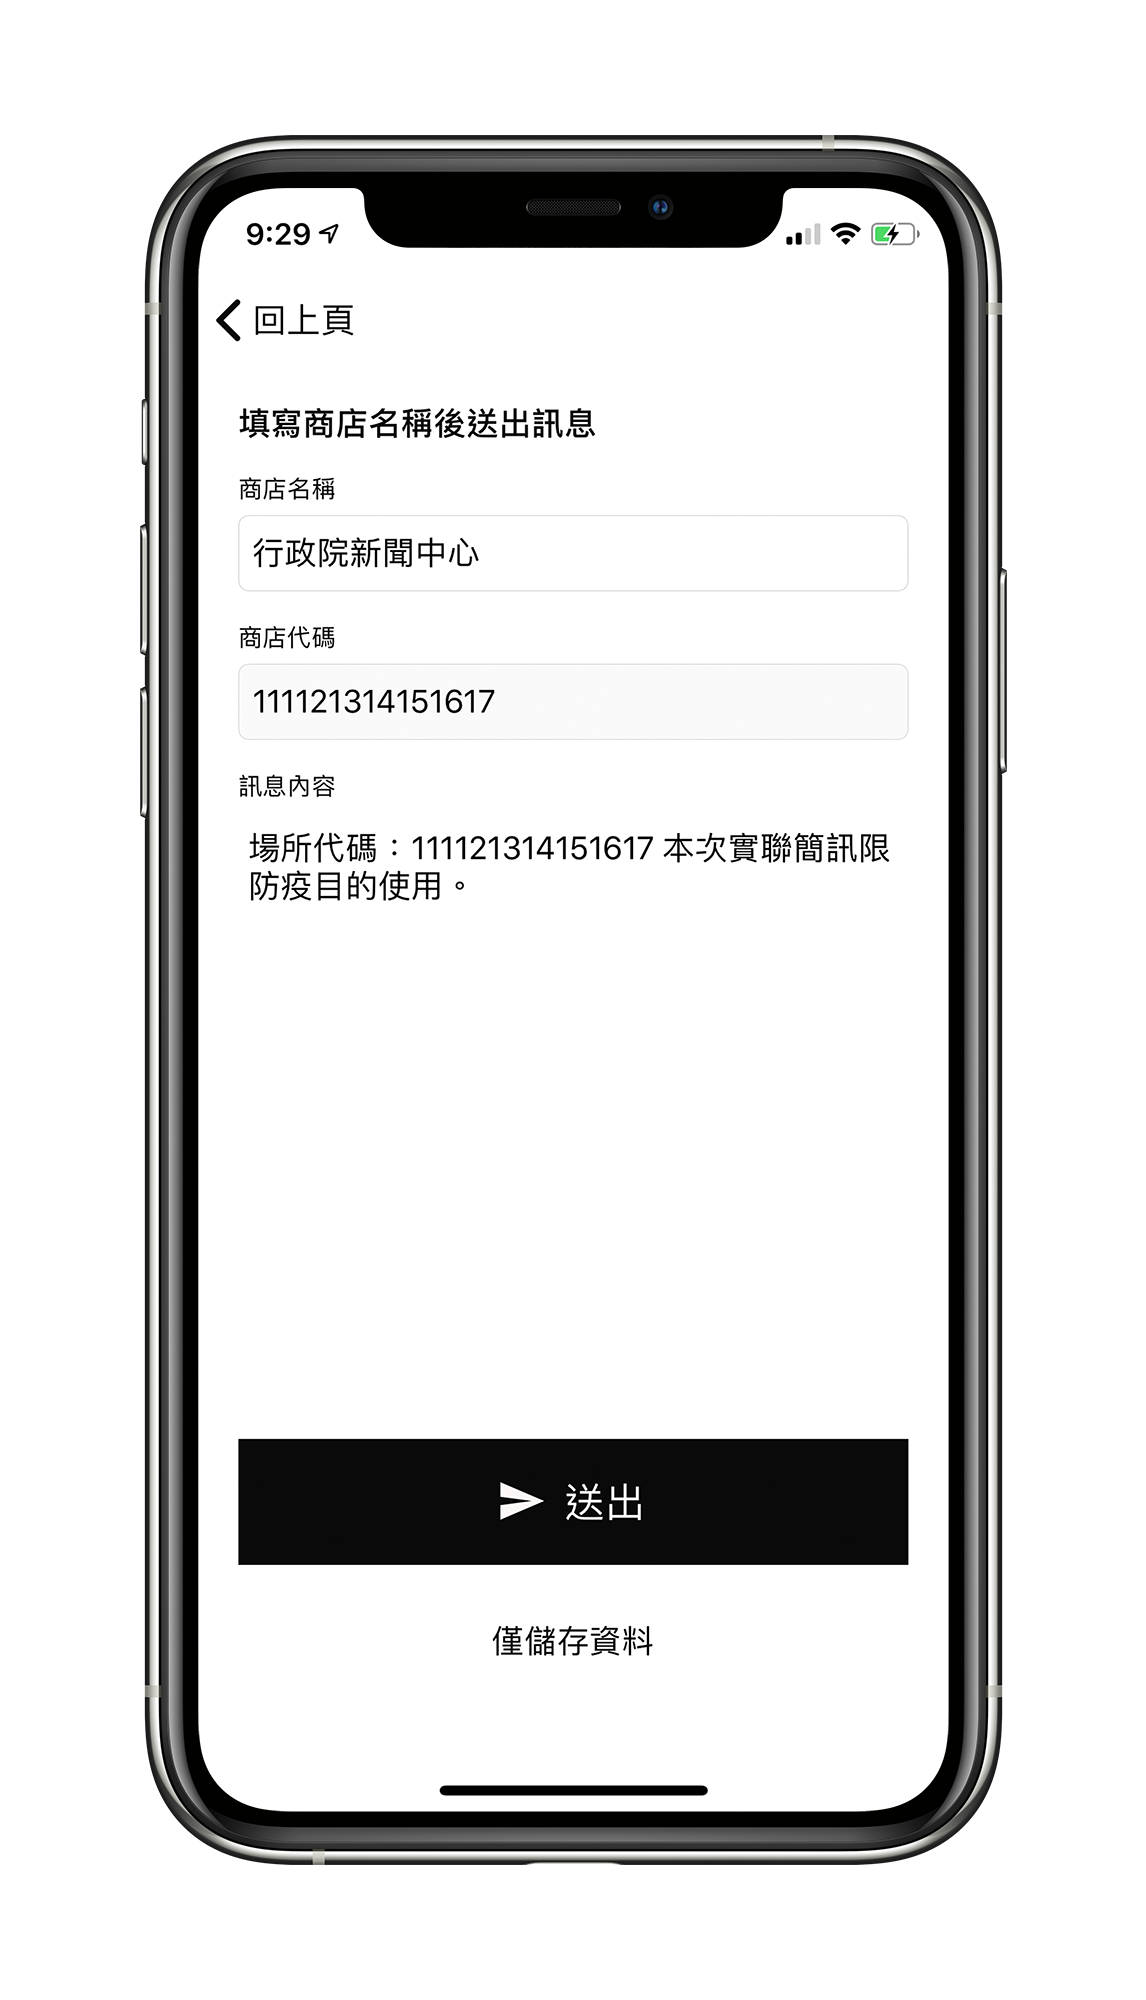 9:29
回上頁
填寫商店名稱後送出訊息
商店名稱
行政院新聞中心
商店代碼
111121314151617
訊息內容
場所代碼：111121314151617 本次實聯簡訊限
防疫目的使用。
送出
僅儲存資料